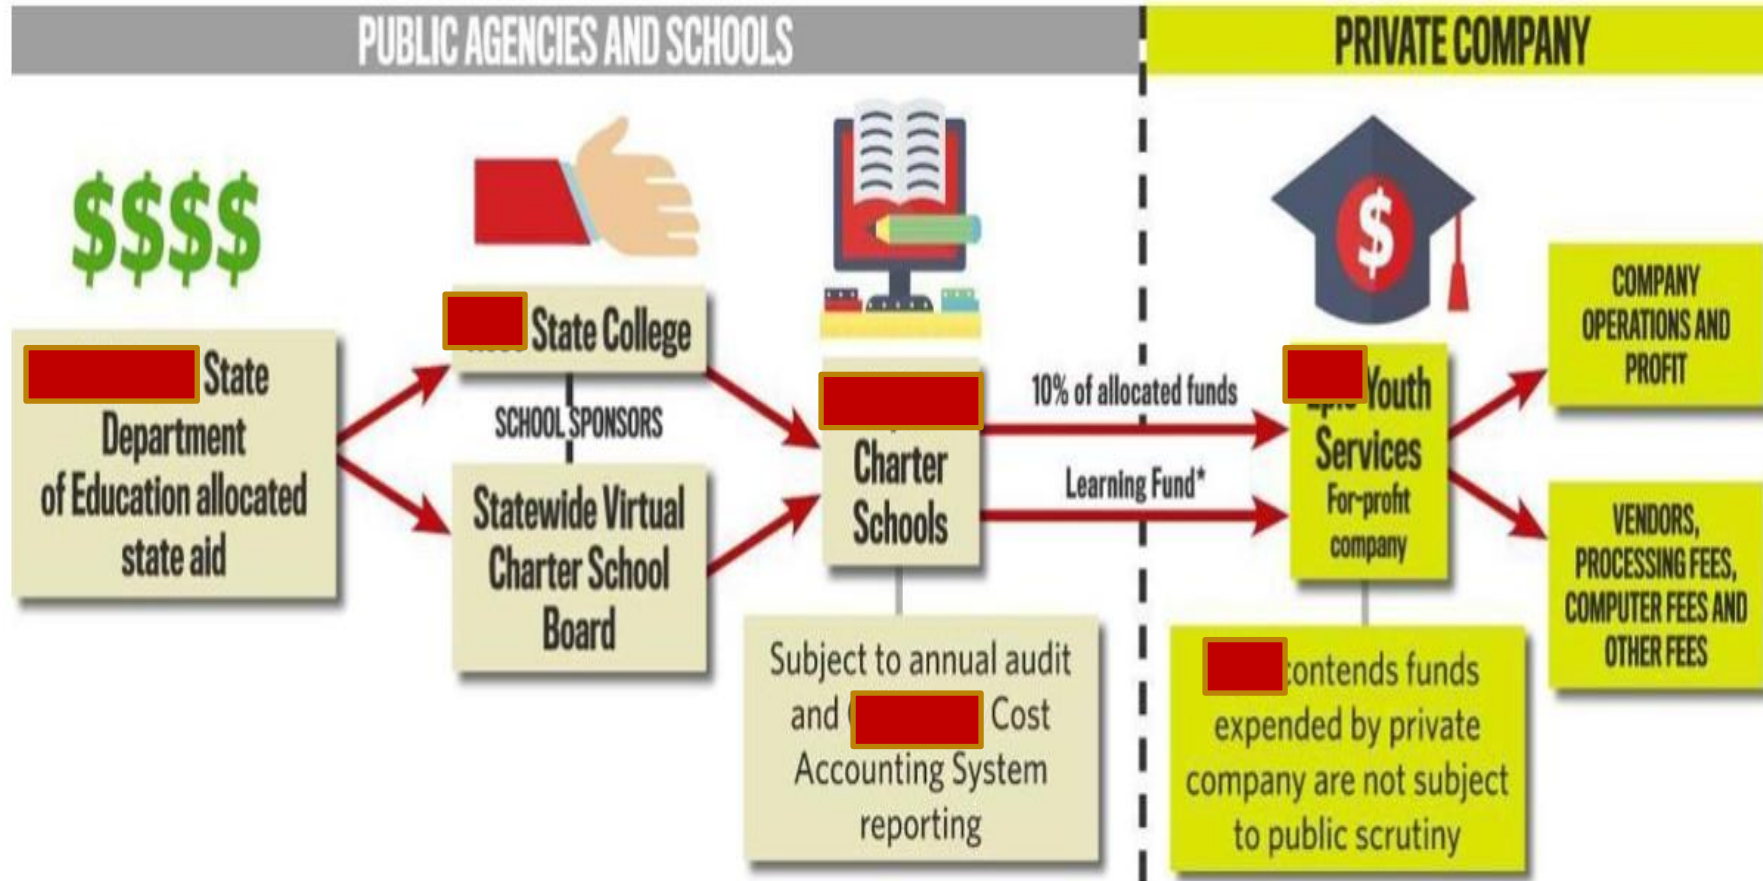 PUBLIC AGENCIES AND SCHOOLS
PRIVATE COMPANY
$$$$
State
Department
of Education allocated
state aid
State College
SCHOOL SPONSORS
Statewide Virtual
Charter School
Board
Charter
Schools
Subject to annual audit
and Cost
Accounting System
reporting
10% of allocated funds
Learning Fund*
$
Youth
Services
For-profit
company
contends funds
expended by private
company are not subject
to public scrutiny
COMPANY
OPERATIONS AND
PROFIT
VENDORS,
PROCESSING FEES,
COMPUTER FEES AND
OTHER FEES